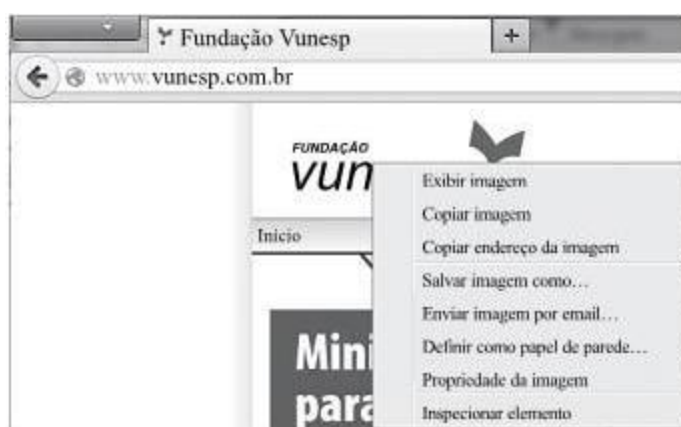 Fundação Vunesp
www.vunesp.com.br
FUNDAÇÃO
vun
Exibir imagem
Copiar imagem
Copiar endereço da imagem
Início
Salvar imagem como...
Enviar imagem por email...
Definir como papel de parede...
Propriedade da imagem
Inspecionar elemento
Mini
para